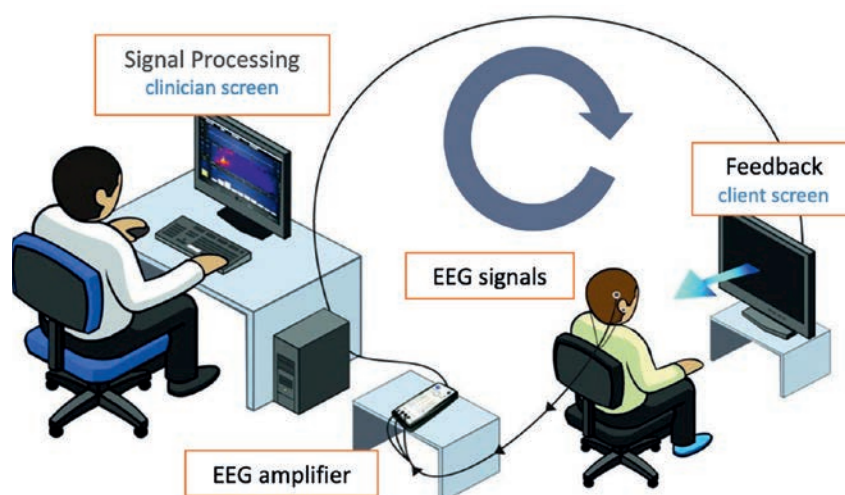 Signal Processing
clinician screen
Feedback
client screen
EEG signals
EEG amplifier